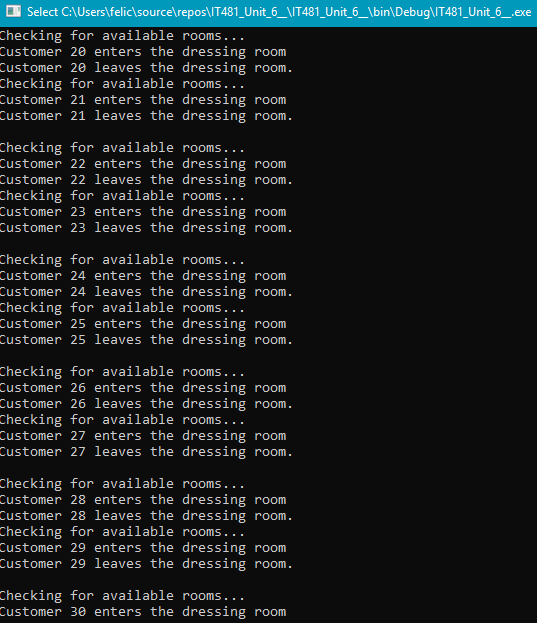 Select C:\Users\felic\source\repos\IT481_Unit_6__\IT481_Unit_6__\bin\Debug\IT481_Unit_6__.exe
Checking for available rooms...
Customer 20 enters the dressing room
Customer 20 leaves the dressing room.
Checking for available rooms...
Customer 21 enters the dressing room
Customer 21 leaves the dressing room.
Checking for available rooms...
Customer 22 enters the dressing room
Customer 22 leaves the dressing room.
Checking for available rooms...
Customer 23 enters the dressing room
Customer 23 leaves the dressing room.
Checking for available rooms...
Customer 24 enters the dressing room
Customer 24 leaves the dressing room.
Checking for available rooms...
Customer 25 enters the dressing room
Customer 25 leaves the dressing room.
Checking for available rooms...
Customer 26 enters the dressing room
Customer 26 leaves the dressing room.
Checking for available rooms...
Customer 27 enters the dressing room
Customer 27 leaves the dressing room.
Checking for available rooms...
Customer 28 enters the dressing room
Customer 28 leaves the dressing room.
Checking for available rooms...
Customer 29 enters the dressing room
Customer 29 leaves the dressing room.
Checking for available rooms...
Customer 30 enters the dressing room